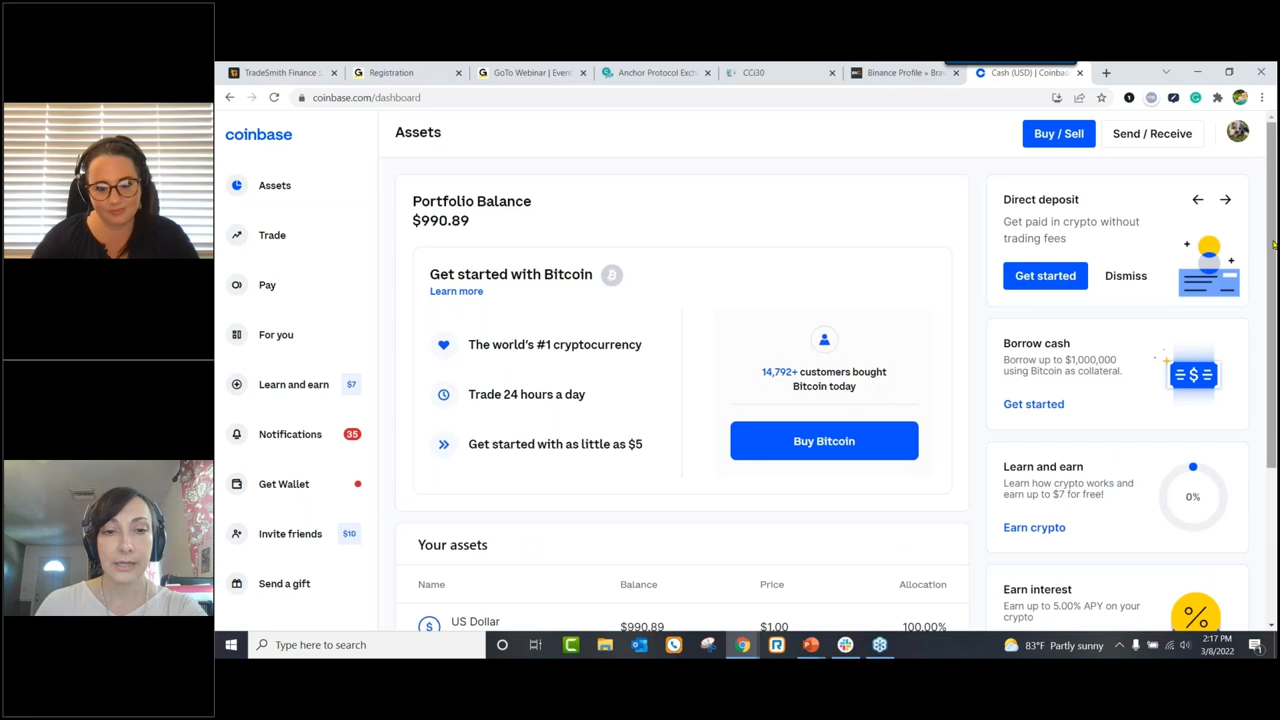 TradeSmith Finance ::
Registration
GoTo Webinar | Event
Anchor Protocol Exch
CCi30
Binance Profile = Brav
Cash (USD) | Coinbas
coinbase.com/dashboard
coinbase
Assets
Buy / Sell
Send / Receive
Assets
Trade
Pay
For you
Learn and earn
$7
Notifications
35
Get Wallet
Invite friends
$10
Send a gift
Portfolio Balance
$990.89
Get started with Bitcoin
Learn more
The world's #1 cryptocurrency
Trade 24 hours a day
Get started with as little as $5
14,792+ customers bought
Bitcoin today
Buy Bitcoin
Your assets
Name
Balance
Price
Allocation
US Dollar
$990.89
$1.00
100.00%
Direct deposit
Get paid in crypto without
trading fees
Get started
Dismiss
Borrow cash
Borrow up to $1,000,000
using Bitcoin as collateral.
Get started
Learn and earn
Learn how crypto works and
earn up to $7 for free!
0%
Earn crypto
Earn interest
Earn up to 5.00% APY on your
crypto
Type here to search
83°F Partly sunny
2:17 PM
3/8/2022